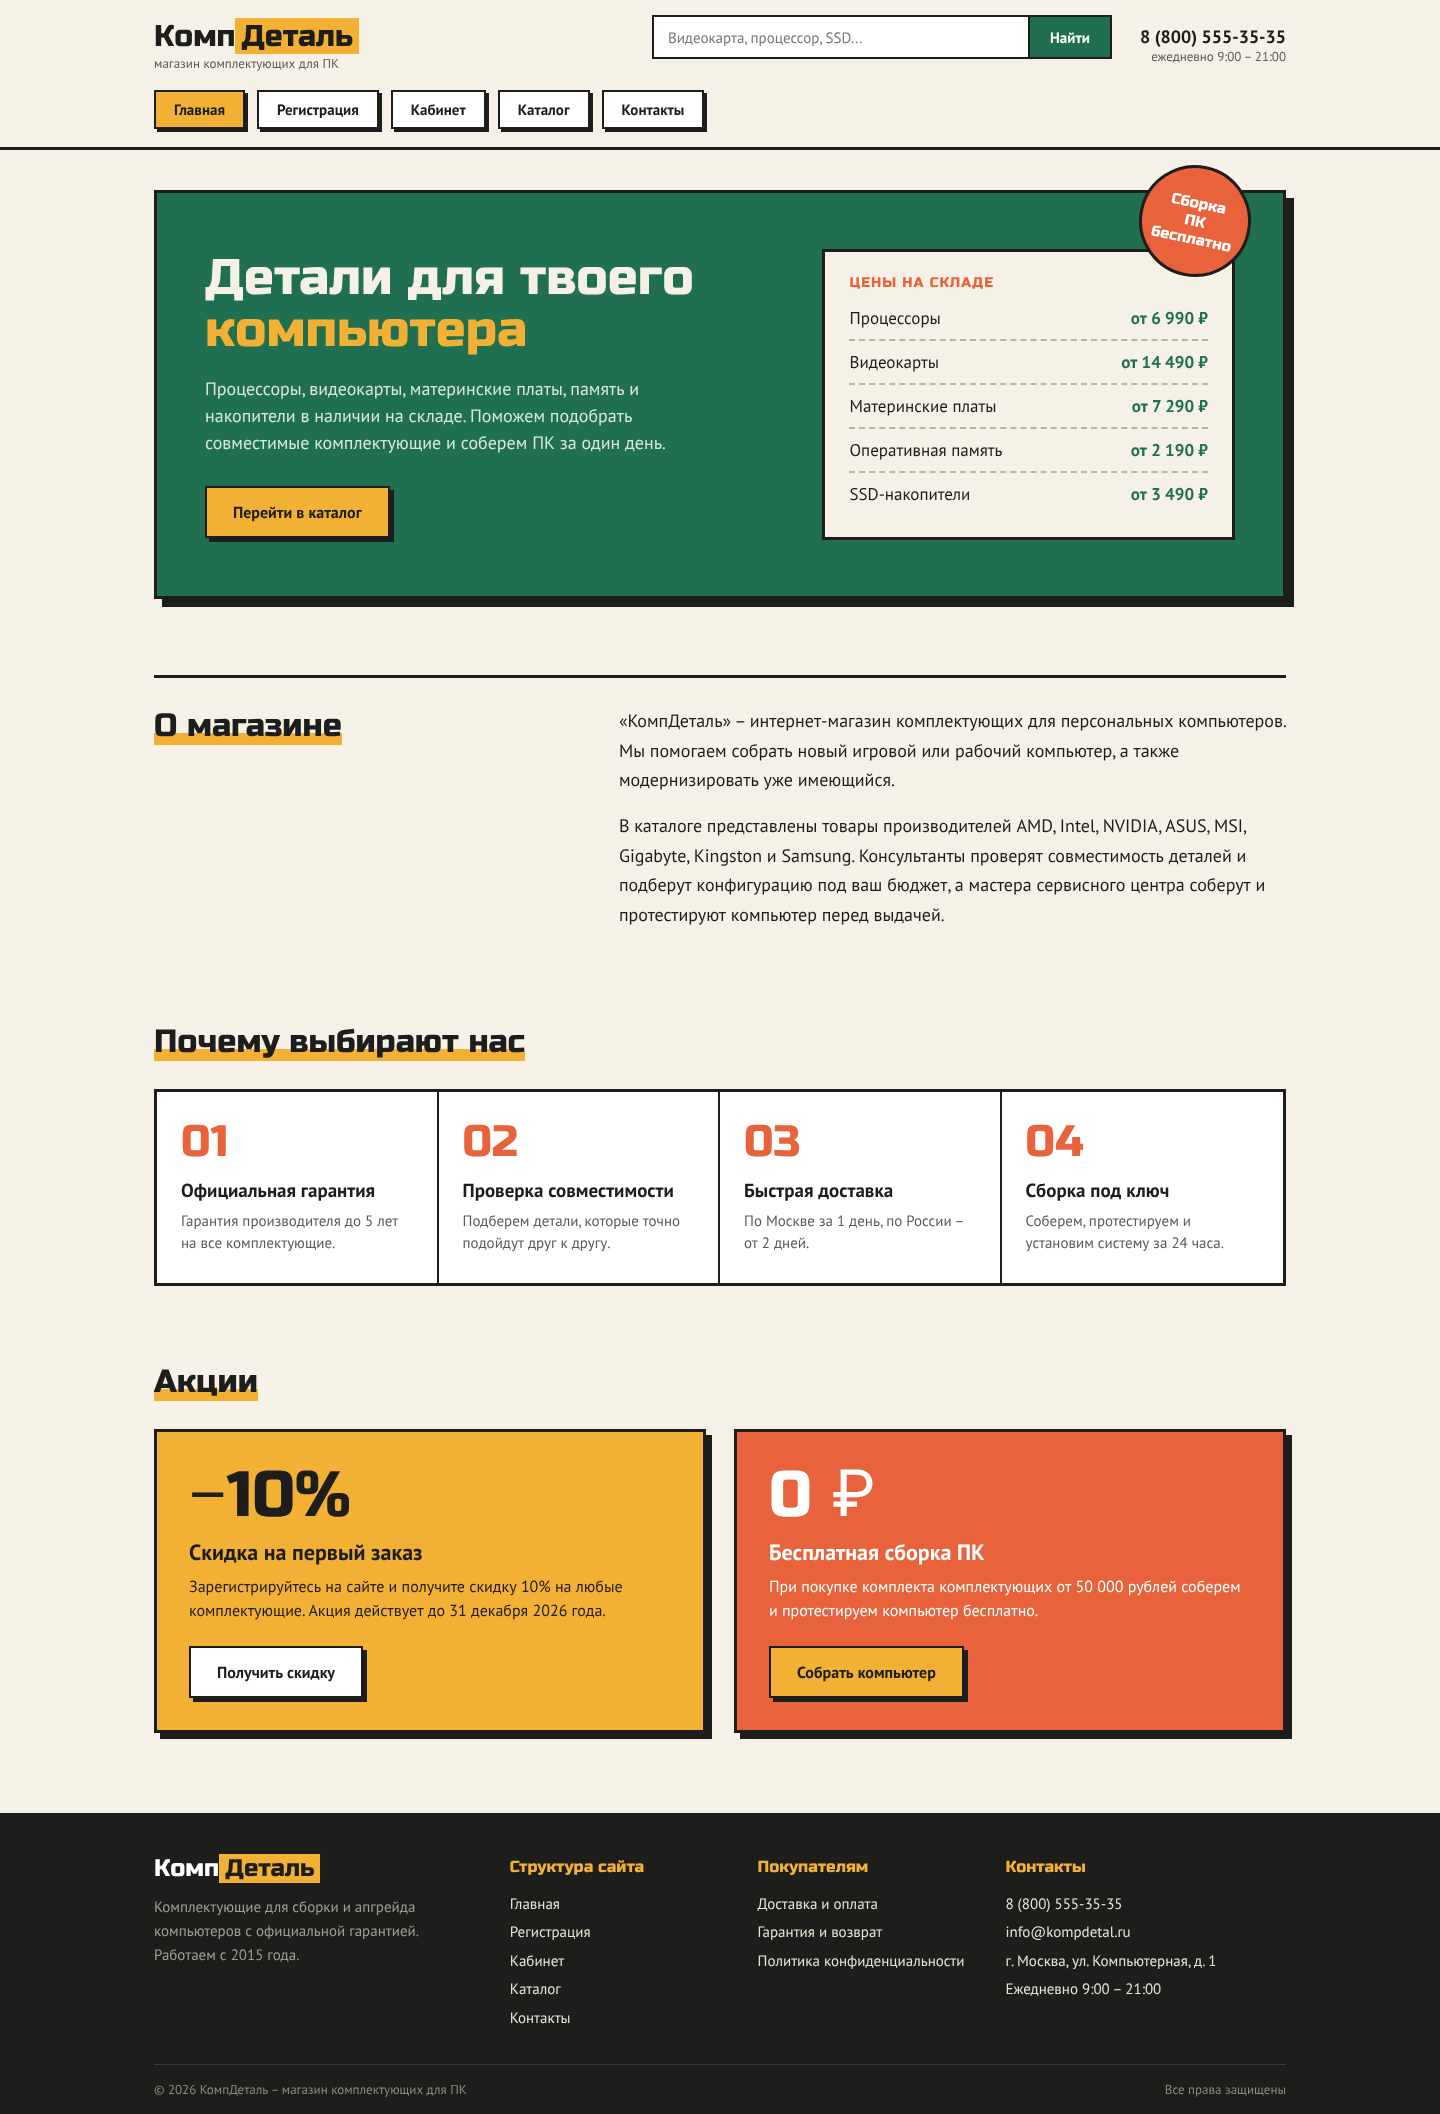 КомпДеталь
магазин комплектующих для ПК
Видеокарта, процессор, SSD...
Найти
8 (800) 555-35-35
ежедневно 9:00 – 21:00
Главная
Регистрация
Кабинет
Каталог
Контакты
Сборка
ПК
бесплатно
Детали для твоего
компьютера
Процессоры, видеокарты, материнские платы, память и
накопители в наличии на складе. Поможем подобрать
совместимые комплектующие и соберем ПК за один день.
Перейти в каталог
ЦЕНЫ НА СКЛАДЕ
Процессоры от 6 990 ₽
Видеокарты от 14 490 ₽
Материнские платы от 7 290 ₽
Оперативная память от 2 190 ₽
SSD-накопители от 3 490 ₽
О магазине
«КомпДеталь» – интернет-магазин комплектующих для персональных компьютеров.
Мы помогаем собрать новый игровой или рабочий компьютер, а также
модернизировать уже имеющийся.
В каталоге представлены товары производителей AMD, Intel, NVIDIA, ASUS, MSI,
Gigabyte, Kingston и Samsung. Консультанты проверят совместимость деталей и
подберут конфигурацию под ваш бюджет, а мастера сервисного центра соберут и
протестируют компьютер перед выдачей.
Почему выбирают нас
01
Официальная гарантия
Гарантия производителя до 5 лет
на все комплектующие.
02
Проверка совместимости
Подберем детали, которые точно
подойдут друг к другу.
03
Быстрая доставка
По Москве за 1 день, по России –
от 2 дней.
04
Сборка под ключ
Соберем, протестируем и
установим систему за 24 часа.
Акции
–10%
Скидка на первый заказ
Зарегистрируйтесь на сайте и получите скидку 10% на любые
комплектующие. Акция действует до 31 декабря 2026 года.
Получить скидку
0 ₽
Бесплатная сборка ПК
При покупке комплекта комплектующих от 50 000 рублей соберем
и протестируем компьютер бесплатно.
Собрать компьютер
КомпДеталь
Комплектующие для сборки и апгрейда
компьютеров с официальной гарантией.
Работаем с 2015 года.
Структура сайта
Главная
Регистрация
Кабинет
Каталог
Контакты
Покупателям
Доставка и оплата
Гарантия и возврат
Политика конфиденциальности
Контакты
8 (800) 555-35-35
info@kompdetal.ru
г. Москва, ул. Компьютерная, д. 1
Ежедневно 9:00 – 21:00
© 2026 КомпДеталь – магазин комплектующих для ПК
Все права защищены